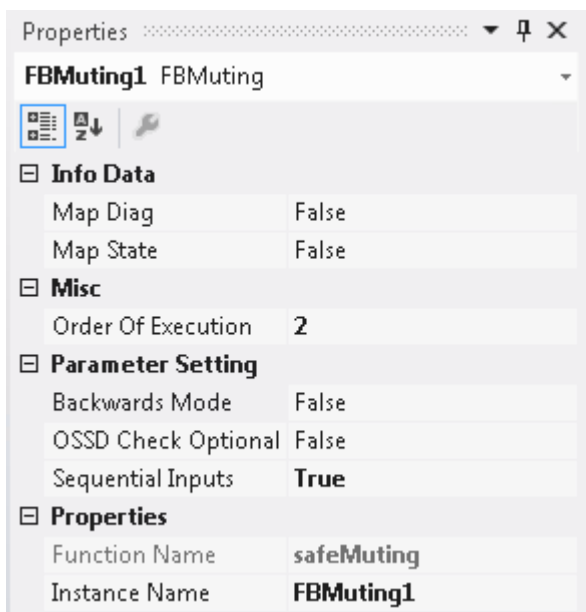 Properties
FBMuting1 FBMuting
Info Data
Map Diag False
Map State False
Misc
Order Of Execution 2
Parameter Setting
Backwards Mode False
OSSD Check Optional False
Sequential Inputs True
Properties
Function Name safeMuting
Instance Name FBMuting1